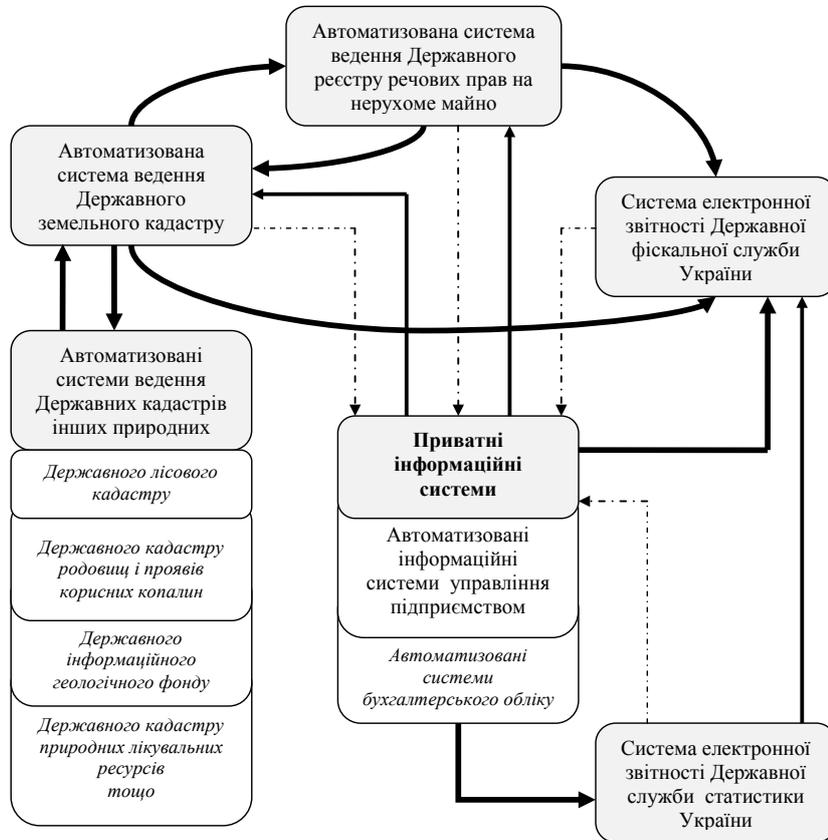 Автоматизована система
ведення Державного
реєстру речових прав на
нерухоме майно
Автоматизована
система ведення
Державного
земельного кадастру
Система електронної
звітності Державної
фіскальної служби
України
Автоматизовані
системи ведення
Державних кадастрів
інших природних
Державного лісового
кадастру
Державного кадастру
родовищ і проявів
корисних копалин
Державного
інформаційного
геологічного фонду
Державного кадастру
природних лікувальних
ресурсів
тощо
Приватні
інформаційні
системи
Автоматизовані
інформаційні
системи управління
підприємством
Автоматизовані
системи
бухгалтерського обліку
Система електронної
звітності Державної
служби статистики
України